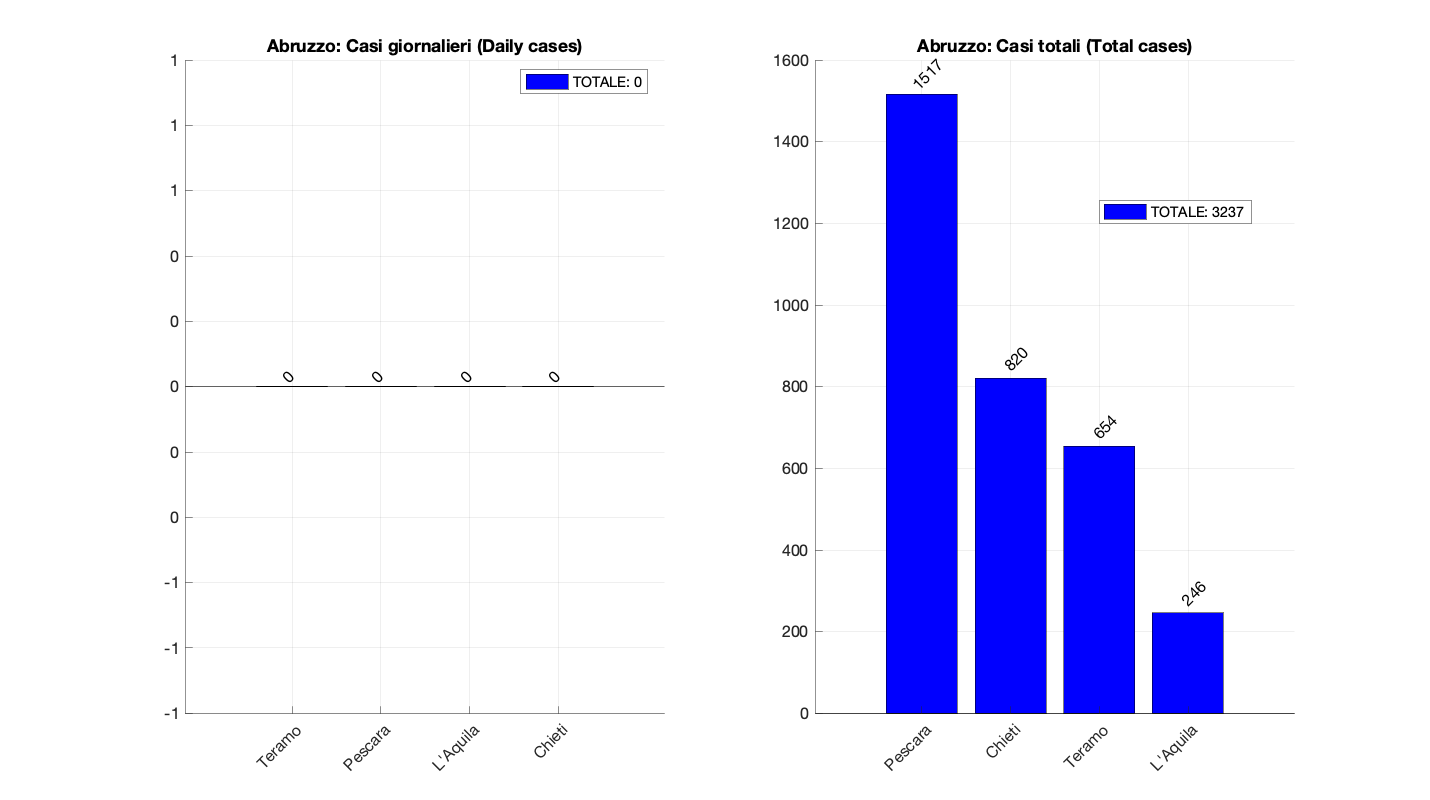 Abruzzo: Casi giornalieri (Daily cases)
TOTALE: 0
1
1
1
0
0
0
0
0
-1
-1
-1
0
0
0
0
Teramo
Pescara
L'Aquila
Chieti
Abruzzo: Casi totali (Total cases)
TOTALE: 3237
1600
1400
1200
1000
800
600
400
200
0
1517
820
654
246
Pescara
Chieti
Teramo
L'Aquila